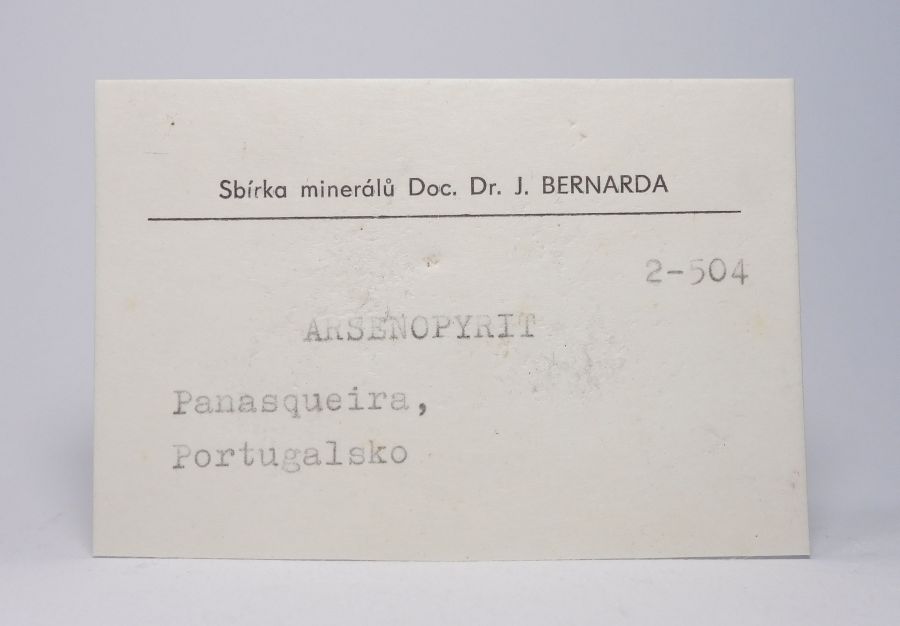 Sbírka minerálů Doc. Dr. J. BERNARDA
2-504
ARSENOPYRIT
Panasqueira,
Portugalsko